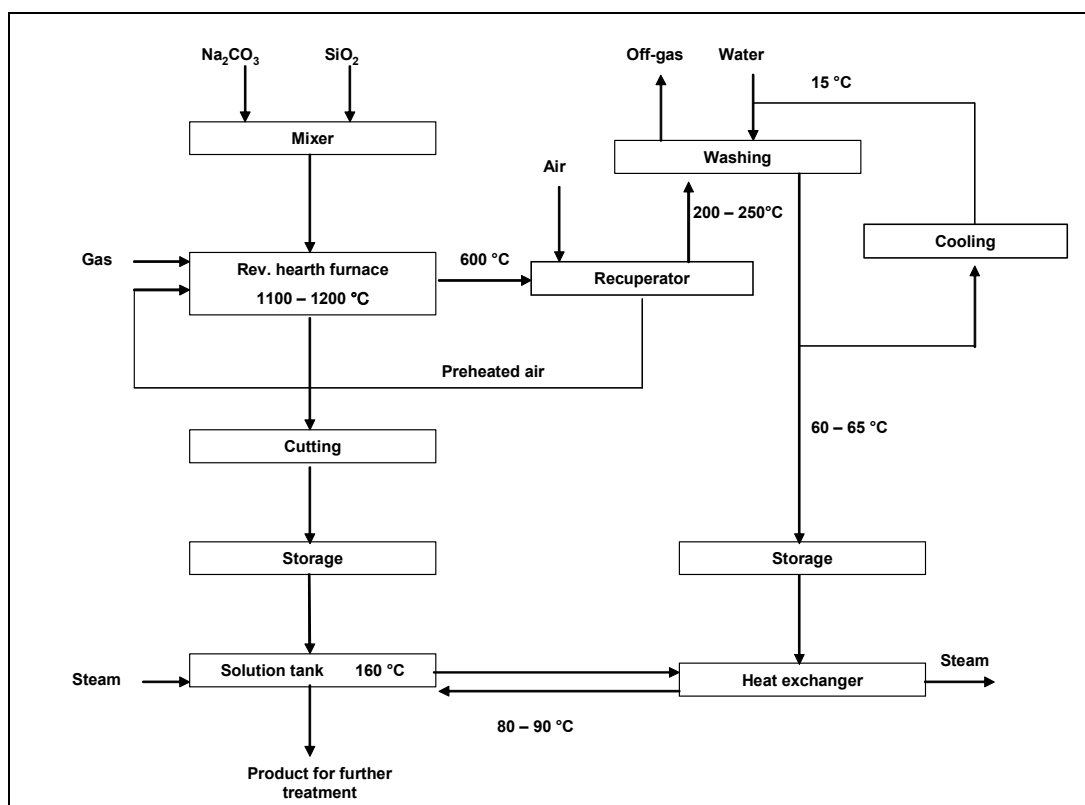 Na₂CO₃
SiO₂
Off-gas
Water
15 °C
Mixer
Washing
Air
200 – 250°C
Cooling
Gas
Rev. hearth furnace
1100 – 1200 °C
600 °C
Recuperator
Preheated air
60 – 65 °C
Cutting
Storage
Storage
Steam
Solution tank 160 °C
Heat exchanger
Steam
80 – 90 °C
Product for further
treatment